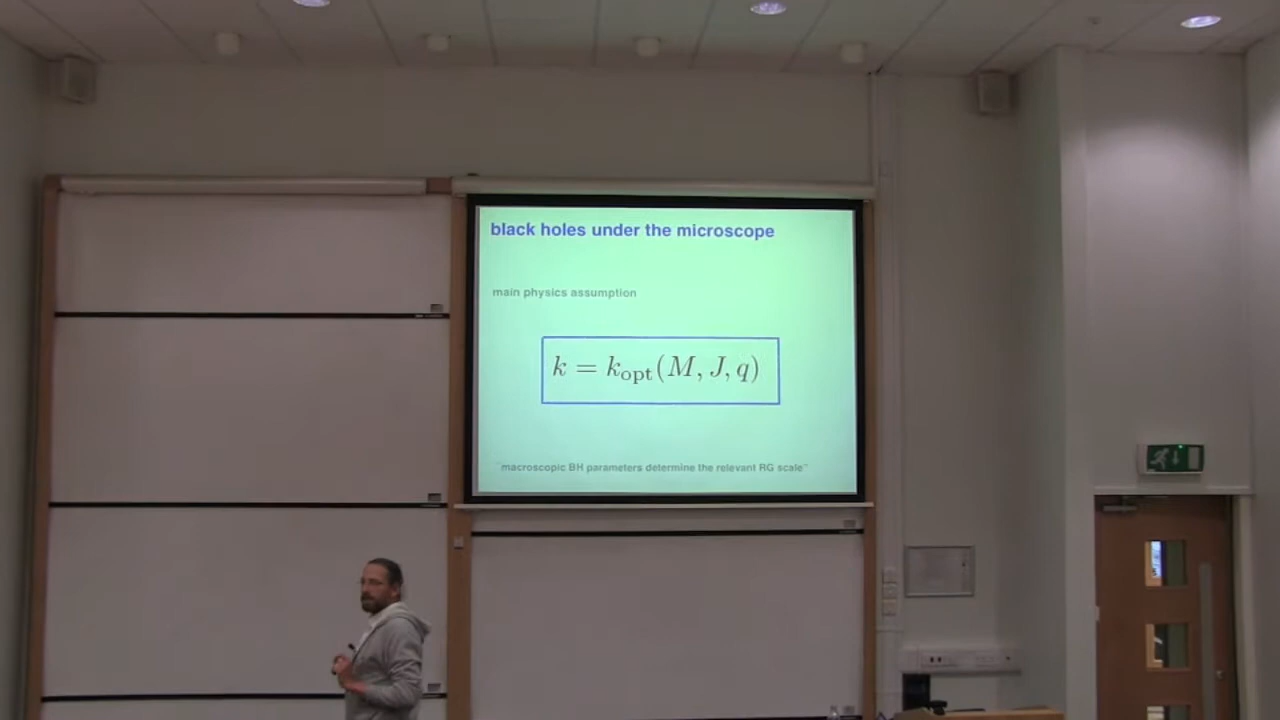 black holes under the microscope
main physics assumption
k = k_opt(M, J, q)
"macroscopic BH parameters determine the relevant RG scale"